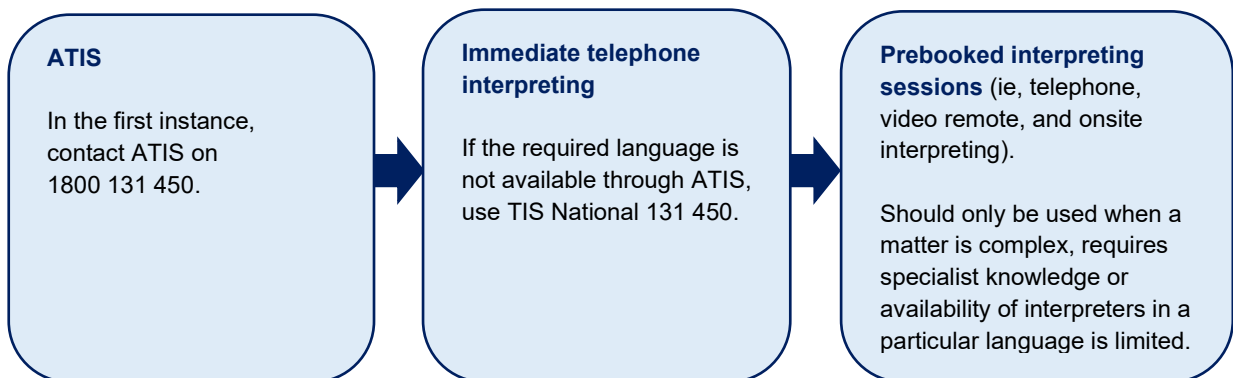 ATIS
In the first instance,
contact ATIS on
1800 131 450.
Immediate telephone
interpreting
If the required language is
not available through ATIS,
use TIS National 131 450.
Prebooked interpreting
sessions (ie, telephone,
video remote, and onsite
interpreting).
Should only be used when a
matter is complex, requires
specialist knowledge or
availability of interpreters in a
particular language is limited.